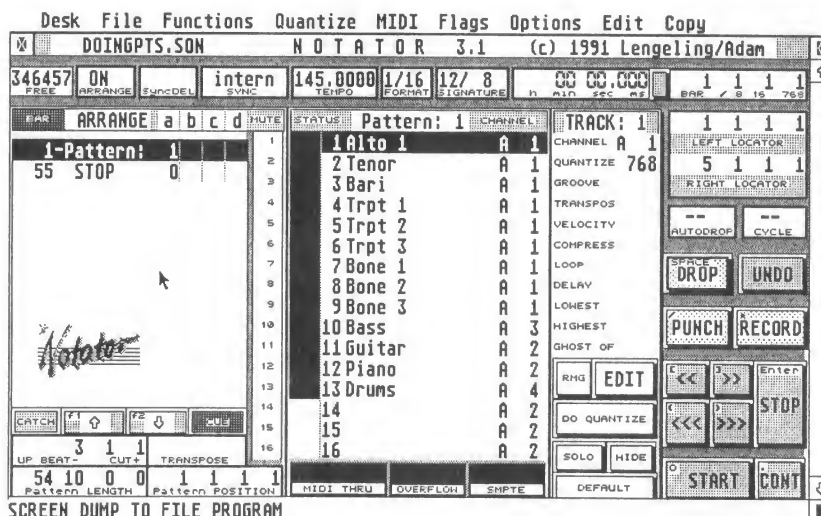 Desk File Functions Quantize MIDI Flags Options Edit Copy
DOINGPTS.SON NOTATOR 3.1 (c) 1991 Lengeling/Adam
346457 ON intern 145.0000 1/16 12/ 8 00 00.000 1 1 1 1
FREE ARRANGE SyncDEL SYNC TEMPO FORMAT SIGNATURE h min sec ms BAR / 8 16 768
BAR ARRANGE a b c d MUTE
1-Pattern: 1
55 STOP 0
1
2
3
4
5
6
7
8
9
10
11
12
13
14
15
16
Notator
CATCH f1 f2 CUE
3 1 1
UP BEAT- CUT+ TRANSPOSE
54 10 0 0 1 1 1 1
Pattern LENGTH Pattern POSITION
STATUS Pattern: 1 CHANNEL
1 Alto 1 A 1
2 Tenor A 1
3 Bari A 1
4 Trpt 1 A 1
5 Trpt 2 A 1
6 Trpt 3 A 1
7 Bone 1 A 1
8 Bone 2 A 1
9 Bone 3 A 1
10 Bass A 3
11 Guitar A 2
12 Piano A 2
13 Drums A 4
14 A 2
15 A 2
16 A 2
MIDI THRU OVERFLOW SMPTE
TRACK: 1
CHANNEL A 1
QUANTIZE 768
GROOVE
TRANSPOS
VELOCITY
COMPRESS
LOOP
DELAY
LOWEST
HIGHEST
GHOST OF
RMG EDIT
DO QUANTIZE
SOLO HIDE
DEFAULT
1 1 1 1
LEFT LOCATOR
5 1 1 1
RIGHT LOCATOR
-- --
AUTODROP CYCLE
SPACE
DROP UNDO
PUNCH RECORD
<< >> Enter
STOP
<<< >>>
START CONT
SCREEN DUMP TO FILE PROGRAM